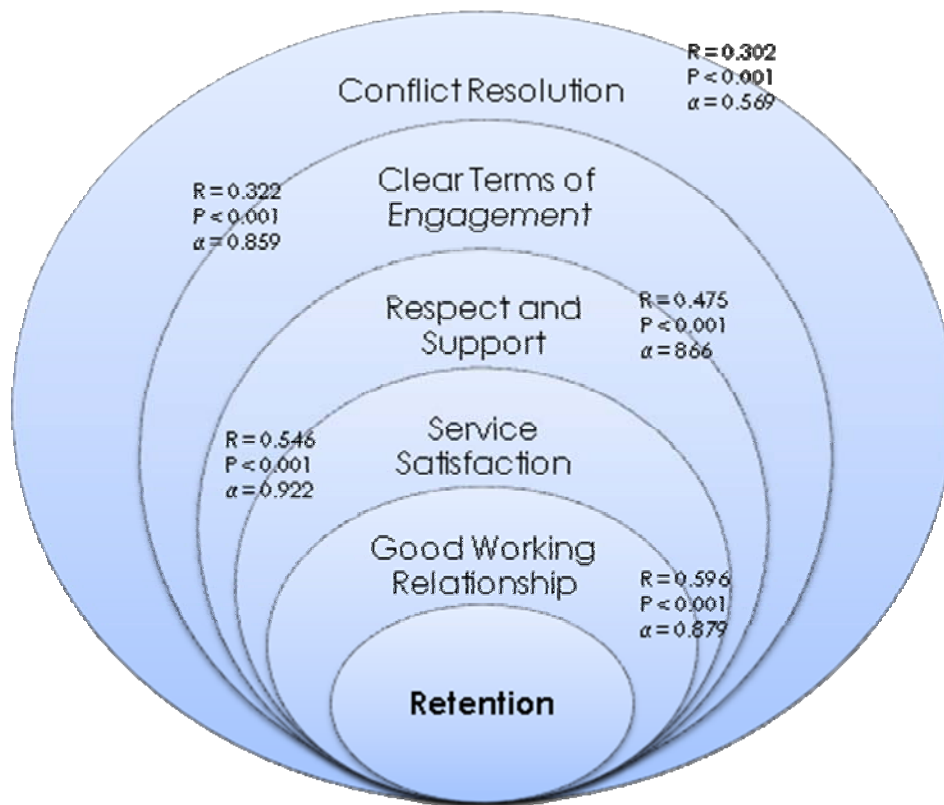 R = 0.302
P < 0.001
α = 0.569
Conflict Resolution
Clear Terms of
Engagement
R = 0.322
P < 0.001
α = 0.859
Respect and
Support
R = 0.475
P < 0.001
α = 866
Service
Satisfaction
R = 0.546
P < 0.001
α = 0.922
Good Working
Relationship
R = 0.596
P < 0.001
α = 0.879
Retention